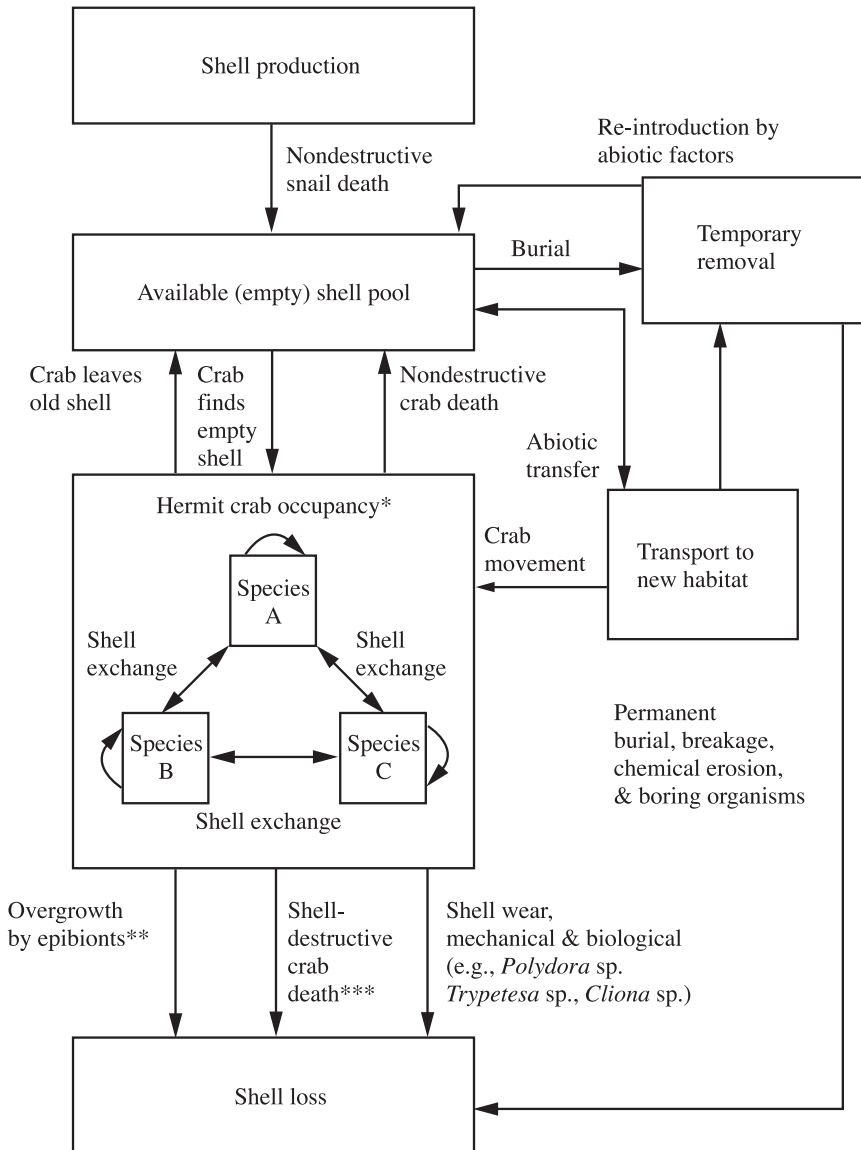 Shell production
Nondestructive
snail death
Re-introduction by
abiotic factors
Temporary
removal
Burial
Available (empty) shell pool
Crab leaves
old shell
Crab
finds
empty
shell
Nondestructive
crab death
Abiotic
transfer
Hermit crab occupancy*
Crab
movement
Transport to
new habitat
Species
A
Shell
exchange
Shell
exchange
Species
B
Species
C
Shell exchange
Permanent
burial, breakage,
chemical erosion,
& boring organisms
Overgrowth
by epibionts**
Shell-
destructive
crab
death***
Shell wear,
mechanical & biological
(e.g., Polydora sp.
Trypetesa sp., Cliona sp.)
Shell loss